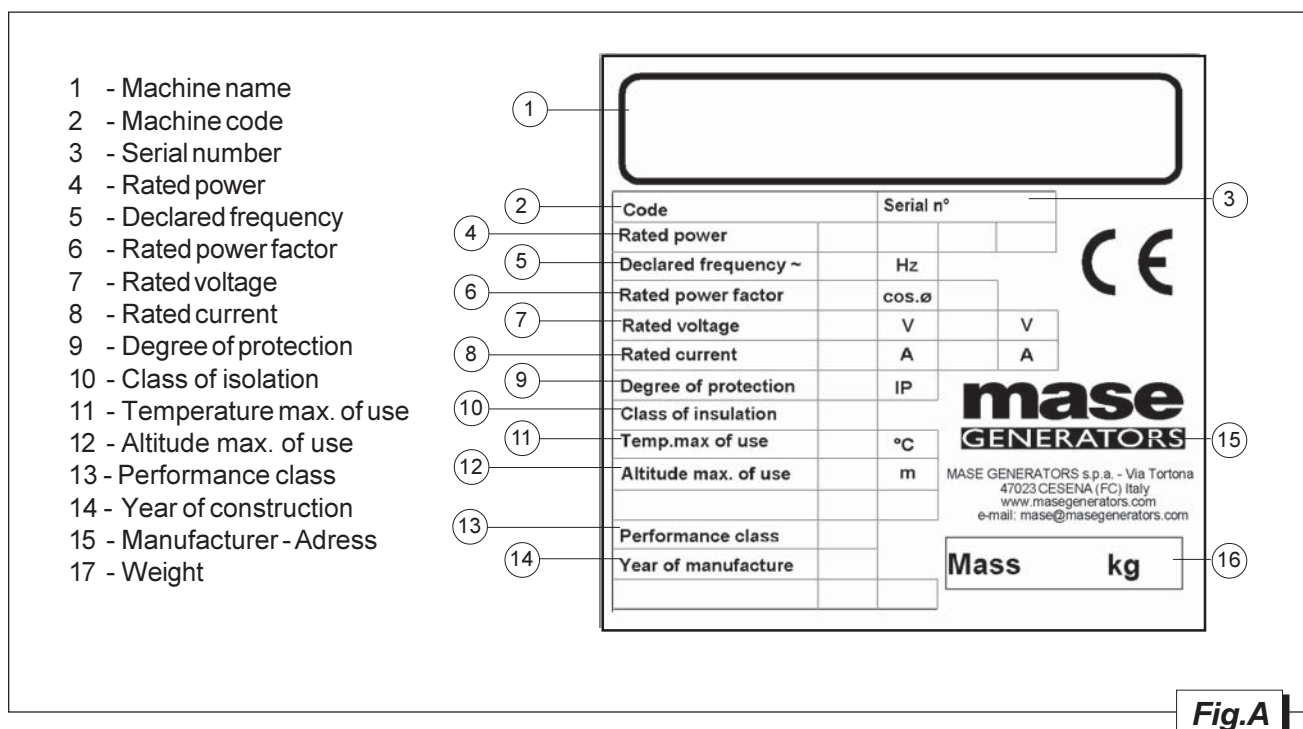 1 - Machine name
2 - Machine code
3 - Serial number
4 - Rated power
5 - Declared frequency
6 - Rated power factor
7 - Rated voltage
8 - Rated current
9 - Degree of protection
10 - Class of isolation
11 - Temperature max. of use
12 - Altitude max. of use
13 - Performance class
14 - Year of construction
15 - Manufacturer - Adress
17 - Weight
1
2 Code Serial n° 3
4 Rated power
5 Declared frequency ~ Hz
6 Rated power factor cos.ø
7 Rated voltage V V
8 Rated current A A
9 Degree of protection IP
10 Class of insulation
11 Temp.max of use °C
12 Altitude max. of use m
13 Performance class
14 Year of manufacture
CE
mase
GENERATORS 15
MASE GENERATORS s.p.a. - Via Tortona
47023 CESENA (FC) Italy
www.masegenerators.com
e-mail: mase@masegenerators.com
Mass kg 16
Fig.A